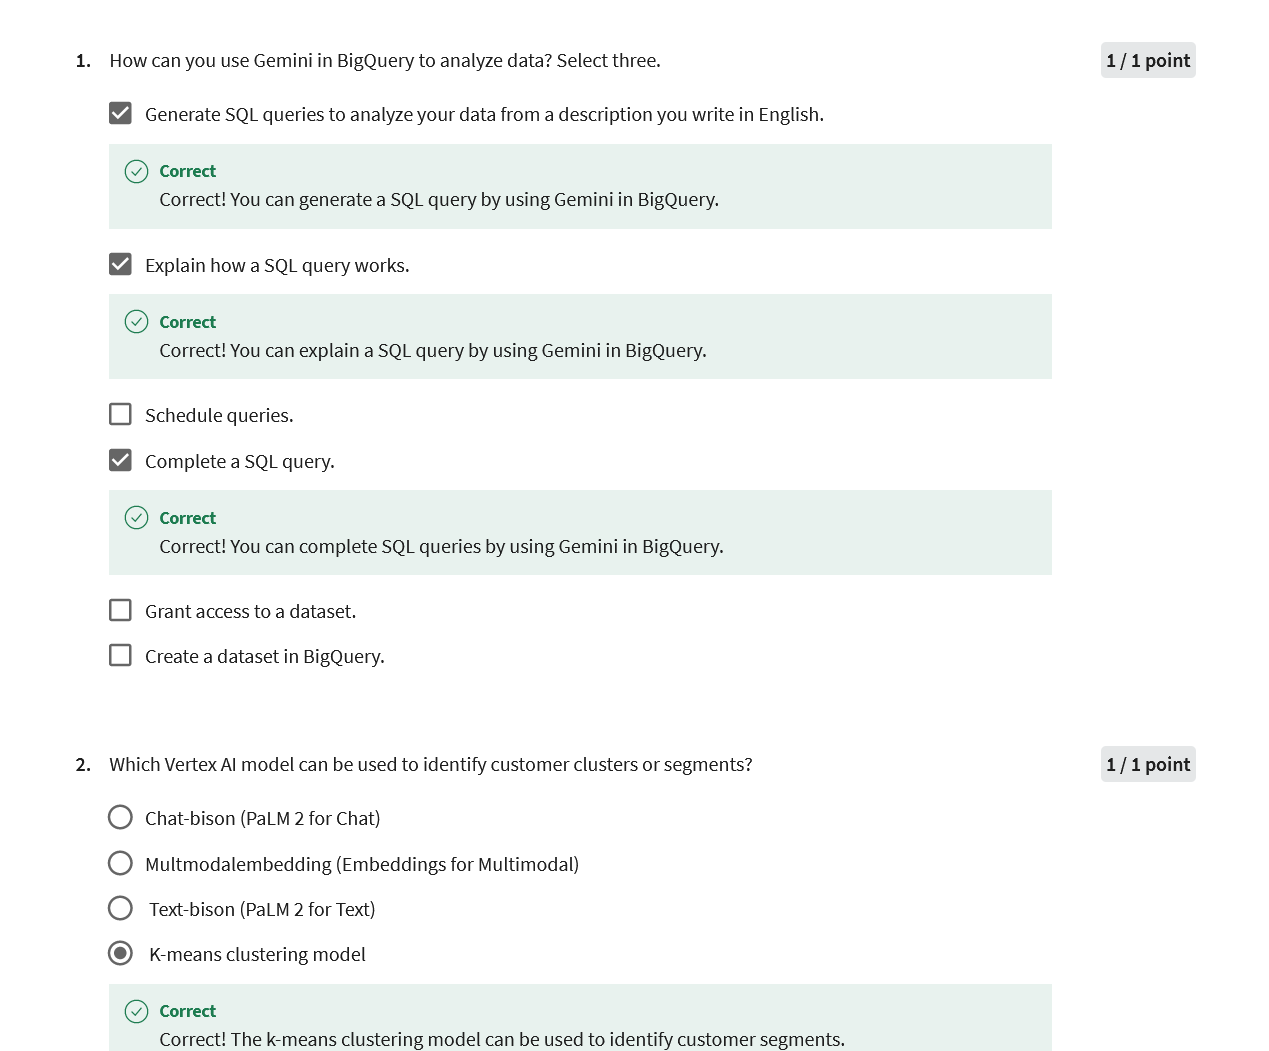 1. How can you use Gemini in BigQuery to analyze data? Select three.
1 / 1 point
Generate SQL queries to analyze your data from a description you write in English.
Correct
Correct! You can generate a SQL query by using Gemini in BigQuery.
Explain how a SQL query works.
Correct
Correct! You can explain a SQL query by using Gemini in BigQuery.
Schedule queries.
Complete a SQL query.
Correct
Correct! You can complete SQL queries by using Gemini in BigQuery.
Grant access to a dataset.
Create a dataset in BigQuery.
2. Which Vertex AI model can be used to identify customer clusters or segments?
1 / 1 point
Chat-bison (PaLM 2 for Chat)
Multmodalembedding (Embeddings for Multimodal)
Text-bison (PaLM 2 for Text)
K-means clustering model
Correct
Correct! The k-means clustering model can be used to identify customer segments.